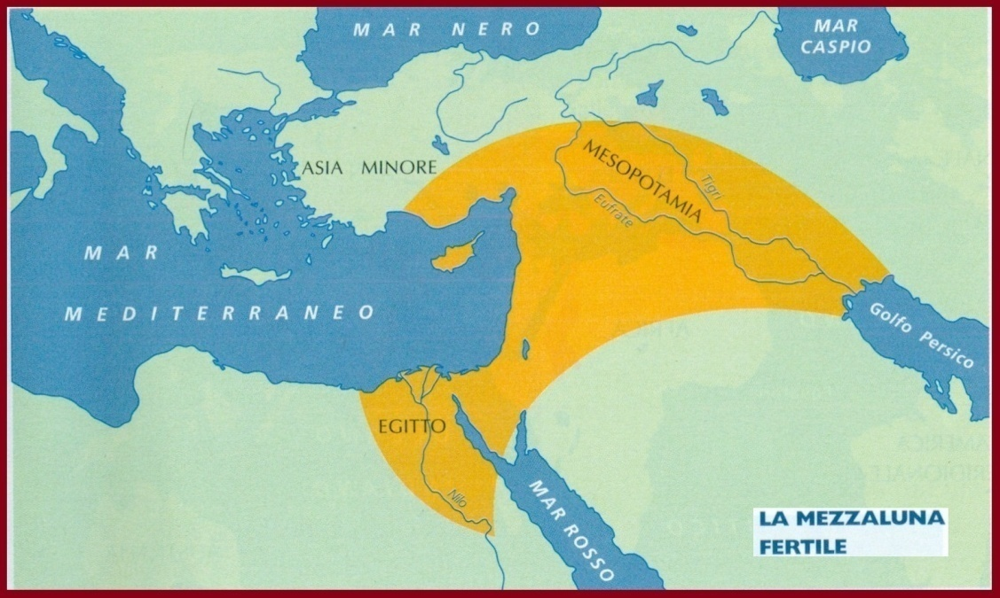 MAR NERO
MAR
CASPIO
ASIA MINORE
MESOPOTAMIA
Tigri
Eufrate
MAR
MEDITERRANEO
Golfo Persico
EGITTO
Nilo
MAR ROSSO
LA MEZZALUNA
FERTILE